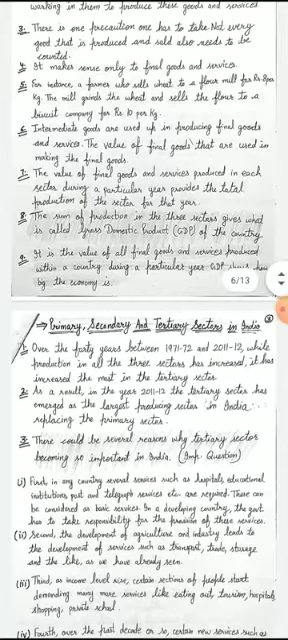 working in them to produce these goods and services
3. There is one precaution one has to take. Not every
good that is produced and sold also needs to be
counted.
4. It makes sense only to final goods and services.
5. For instance, a farmer who sells wheat to a flour mill for Rs. 8per
kg. The mill grinds the wheat and sells the flour to a
biscuit company for Rs. 10 per kg.
6. Intermediate goods are used up in producing final goods
and services. The value of final goods that are used in
making the final goods.
7. The value of final goods and services produced in each
sector during a particular year provides the total
production of the sector for that year.
8. The sum of production in the three sectors gives what
is called Gross Domestic Product (GDP) of the country.
9. It is the value of all final goods and services produced
within a country during a particular year. GDP shows how
by the economy is.
6/13
⇒ Primary, Secondary And Tertiary Sectors in India
1. Over the forty years between 1971-72 and 2011-12, while
production in all the three sectors has increased, it has
increased the most in the tertiary sector.
2. As a result, in the year 2011-12 the tertiary sector has
emerged as the largest producing sector in India
replacing the primary sector.
3. There could be several reasons why tertiary sector
becoming so important in India. (Imp. Question)
(i) First, in any country several services such as hospitals, educational
institutions, post and telegraph services etc. are required. These can
be considered as basic services. In a developing country, the govt.
has to take responsibility for the provision of these services.
(ii) Second, the development of agriculture and industry leads to
the development of services such as transport, trade, storage
and the like, as we have already seen.
(iii) Third, as income level rise, certain sections of people start
demanding many more services like eating out, tourism, hospitals,
shopping, private school.
(iv) Fourth, over the past decade or so, certain new services such as